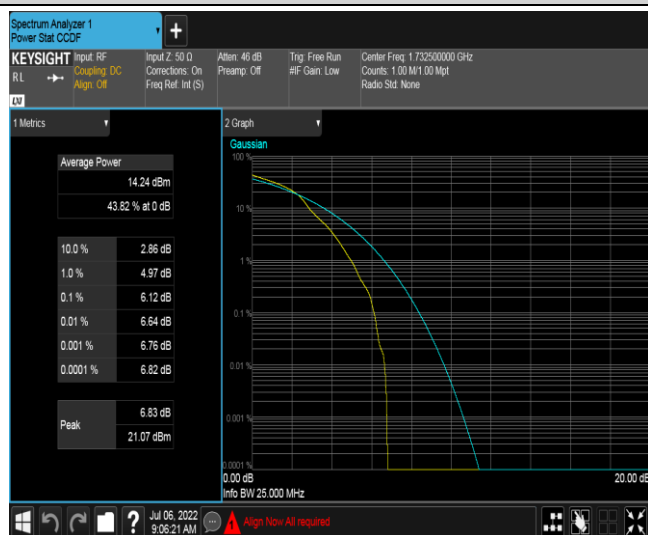 Spectrum Analyzer 1
Power Stat CCDF
+
KEYSIGHT
RL
LXI
Input: RF
Coupling: DC
Align: Off
Input Z: 50 Ω
Corrections: On
Freq Ref: Int (S)
Atten: 46 dB
Preamp: Off
Trig: Free Run
#IF Gain: Low
Center Freq: 1.732500000 GHz
Counts: 1.00 M/1.00 Mpt
Radio Std: None
1 Metrics
Average Power
14.24 dBm
43.82 % at 0 dB
10.0 % 2.86 dB
1.0 % 4.97 dB
0.1 % 6.12 dB
0.01 % 6.64 dB
0.001 % 6.76 dB
0.0001 % 6.82 dB
Peak
6.83 dB
21.07 dBm
2 Graph
Gaussian
100 %
10 %
1 %
0.1 %
0.01 %
0.001 %
0.0001 %
0.00 dB
20.00 dB
Info BW 25.000 MHz
?
Jul 06, 2022
9:06:21 AM
Align Now All required